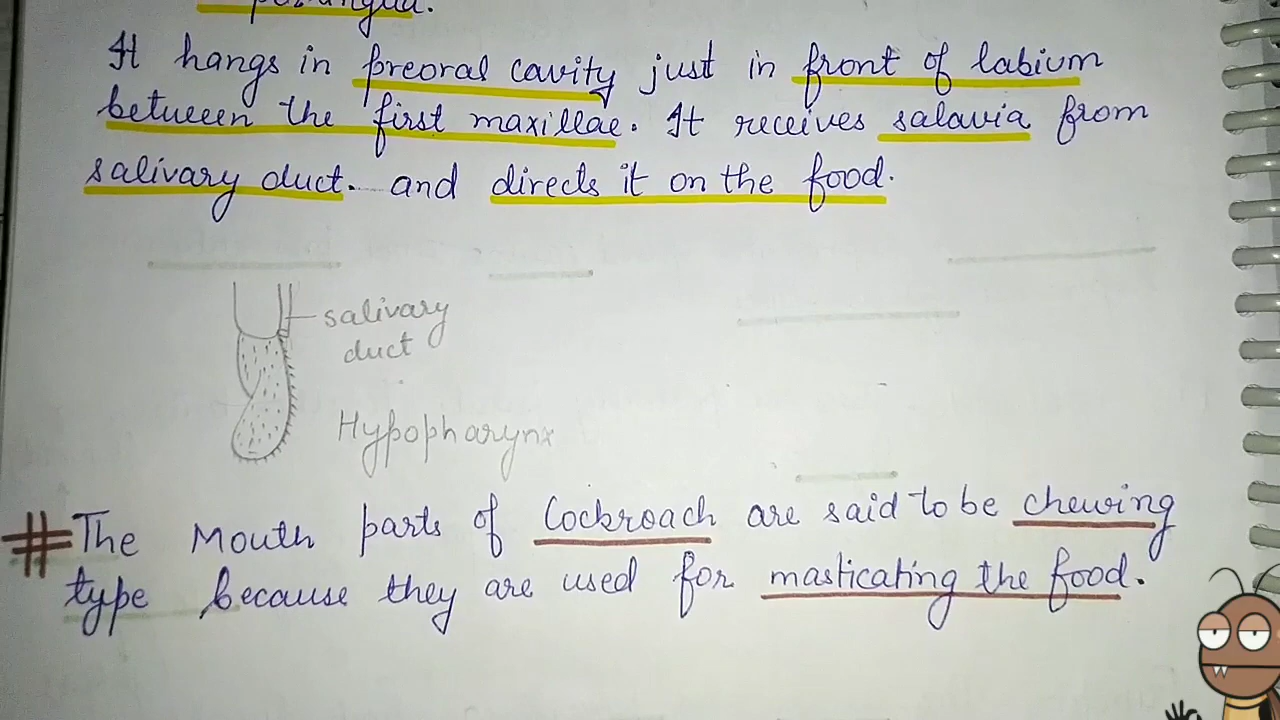 It hangs in preoral cavity just in front of labium
between the first maxillae. It receives salavia from
salivary duct. and directs it on the food.
salivary
duct
Hypopharynx
# The Mouth parts of Cockroach are said to be chewing
type because they are used for masticating the food.